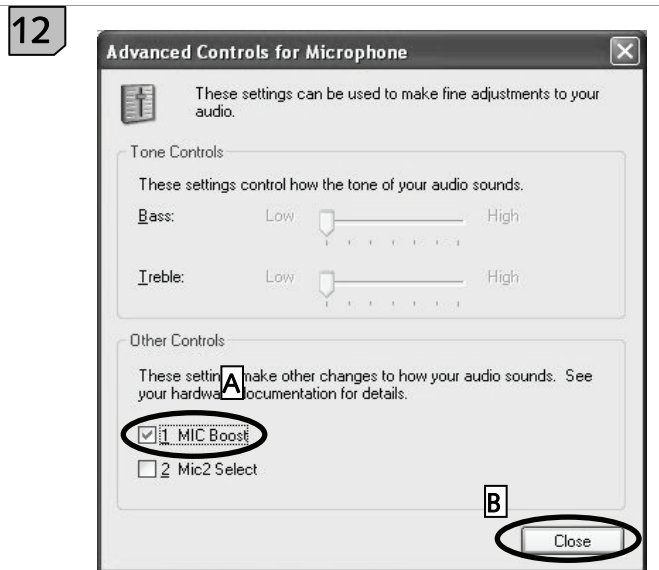 12
Advanced Controls for Microphone
These settings can be used to make fine adjustments to your
audio.
Tone Controls
These settings control how the tone of your audio sounds.
Bass: Low High
Treble: Low High
Other Controls
These settin A make other changes to how your audio sounds. See
your hardwa ocumentation for details.
1 MIC Boost
2 Mic2 Select
B
Close